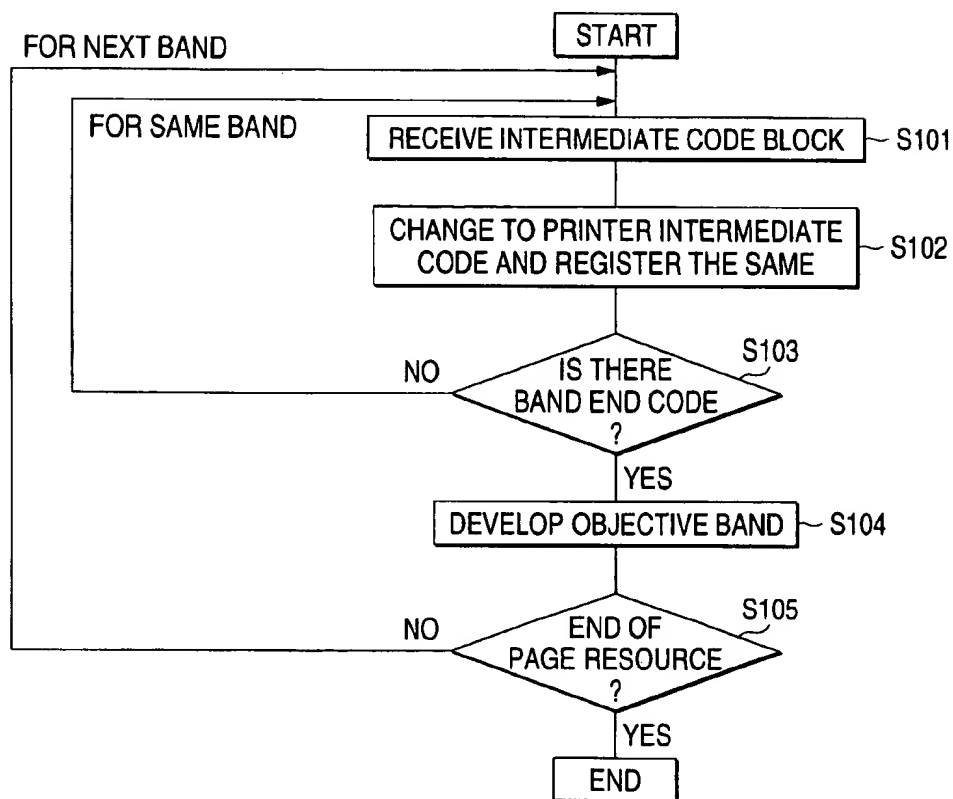 START
FOR NEXT BAND
FOR SAME BAND
RECEIVE INTERMEDIATE CODE BLOCK
S101
CHANGE TO PRINTER INTERMEDIATE
CODE AND REGISTER THE SAME
S102
S103
NO
IS THERE
BAND END CODE
?
YES
DEVELOP OBJECTIVE BAND
S104
S105
NO
END OF
PAGE RESOURCE
?
YES
END